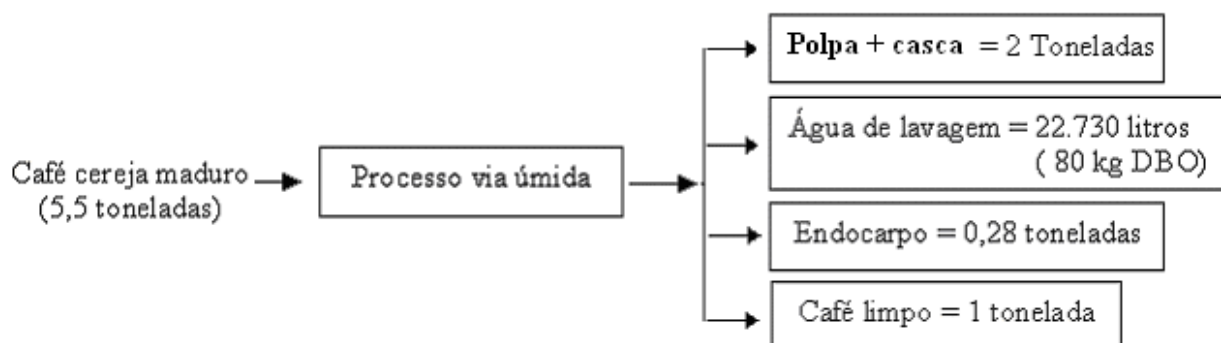 Café cereja maduro
(5,5 toneladas)
Processo via úmida
Polpa + casca = 2 Toneladas
Água de lavagem = 22.730 litros
( 80 kg DBO)
Endocarpo = 0,28 toneladas
Café limpo = 1 tonelada